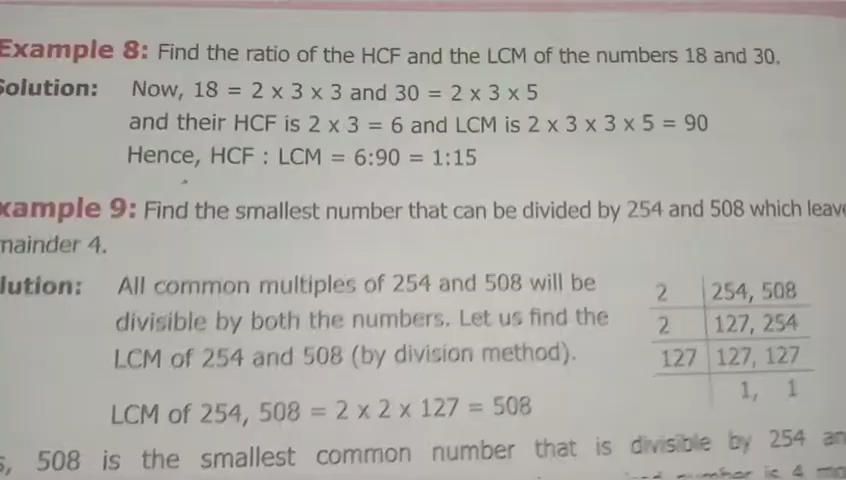 Example 8: Find the ratio of the HCF and the LCM of the numbers 18 and 30.
Solution: Now, 18 = 2 x 3 x 3 and 30 = 2 x 3 x 5
and their HCF is 2 x 3 = 6 and LCM is 2 x 3 x 3 x 5 = 90
Hence, HCF : LCM = 6:90 = 1:15
xample 9: Find the smallest number that can be divided by 254 and 508 which leave
mainder 4.
lution: All common multiples of 254 and 508 will be
divisible by both the numbers. Let us find the
LCM of 254 and 508 (by division method).
2 254, 508
2 127, 254
127 127, 127
1, 1
LCM of 254, 508 = 2 x 2 x 127 = 508
s, 508 is the smallest common number that is divisible by 254 an
number is 4 mo